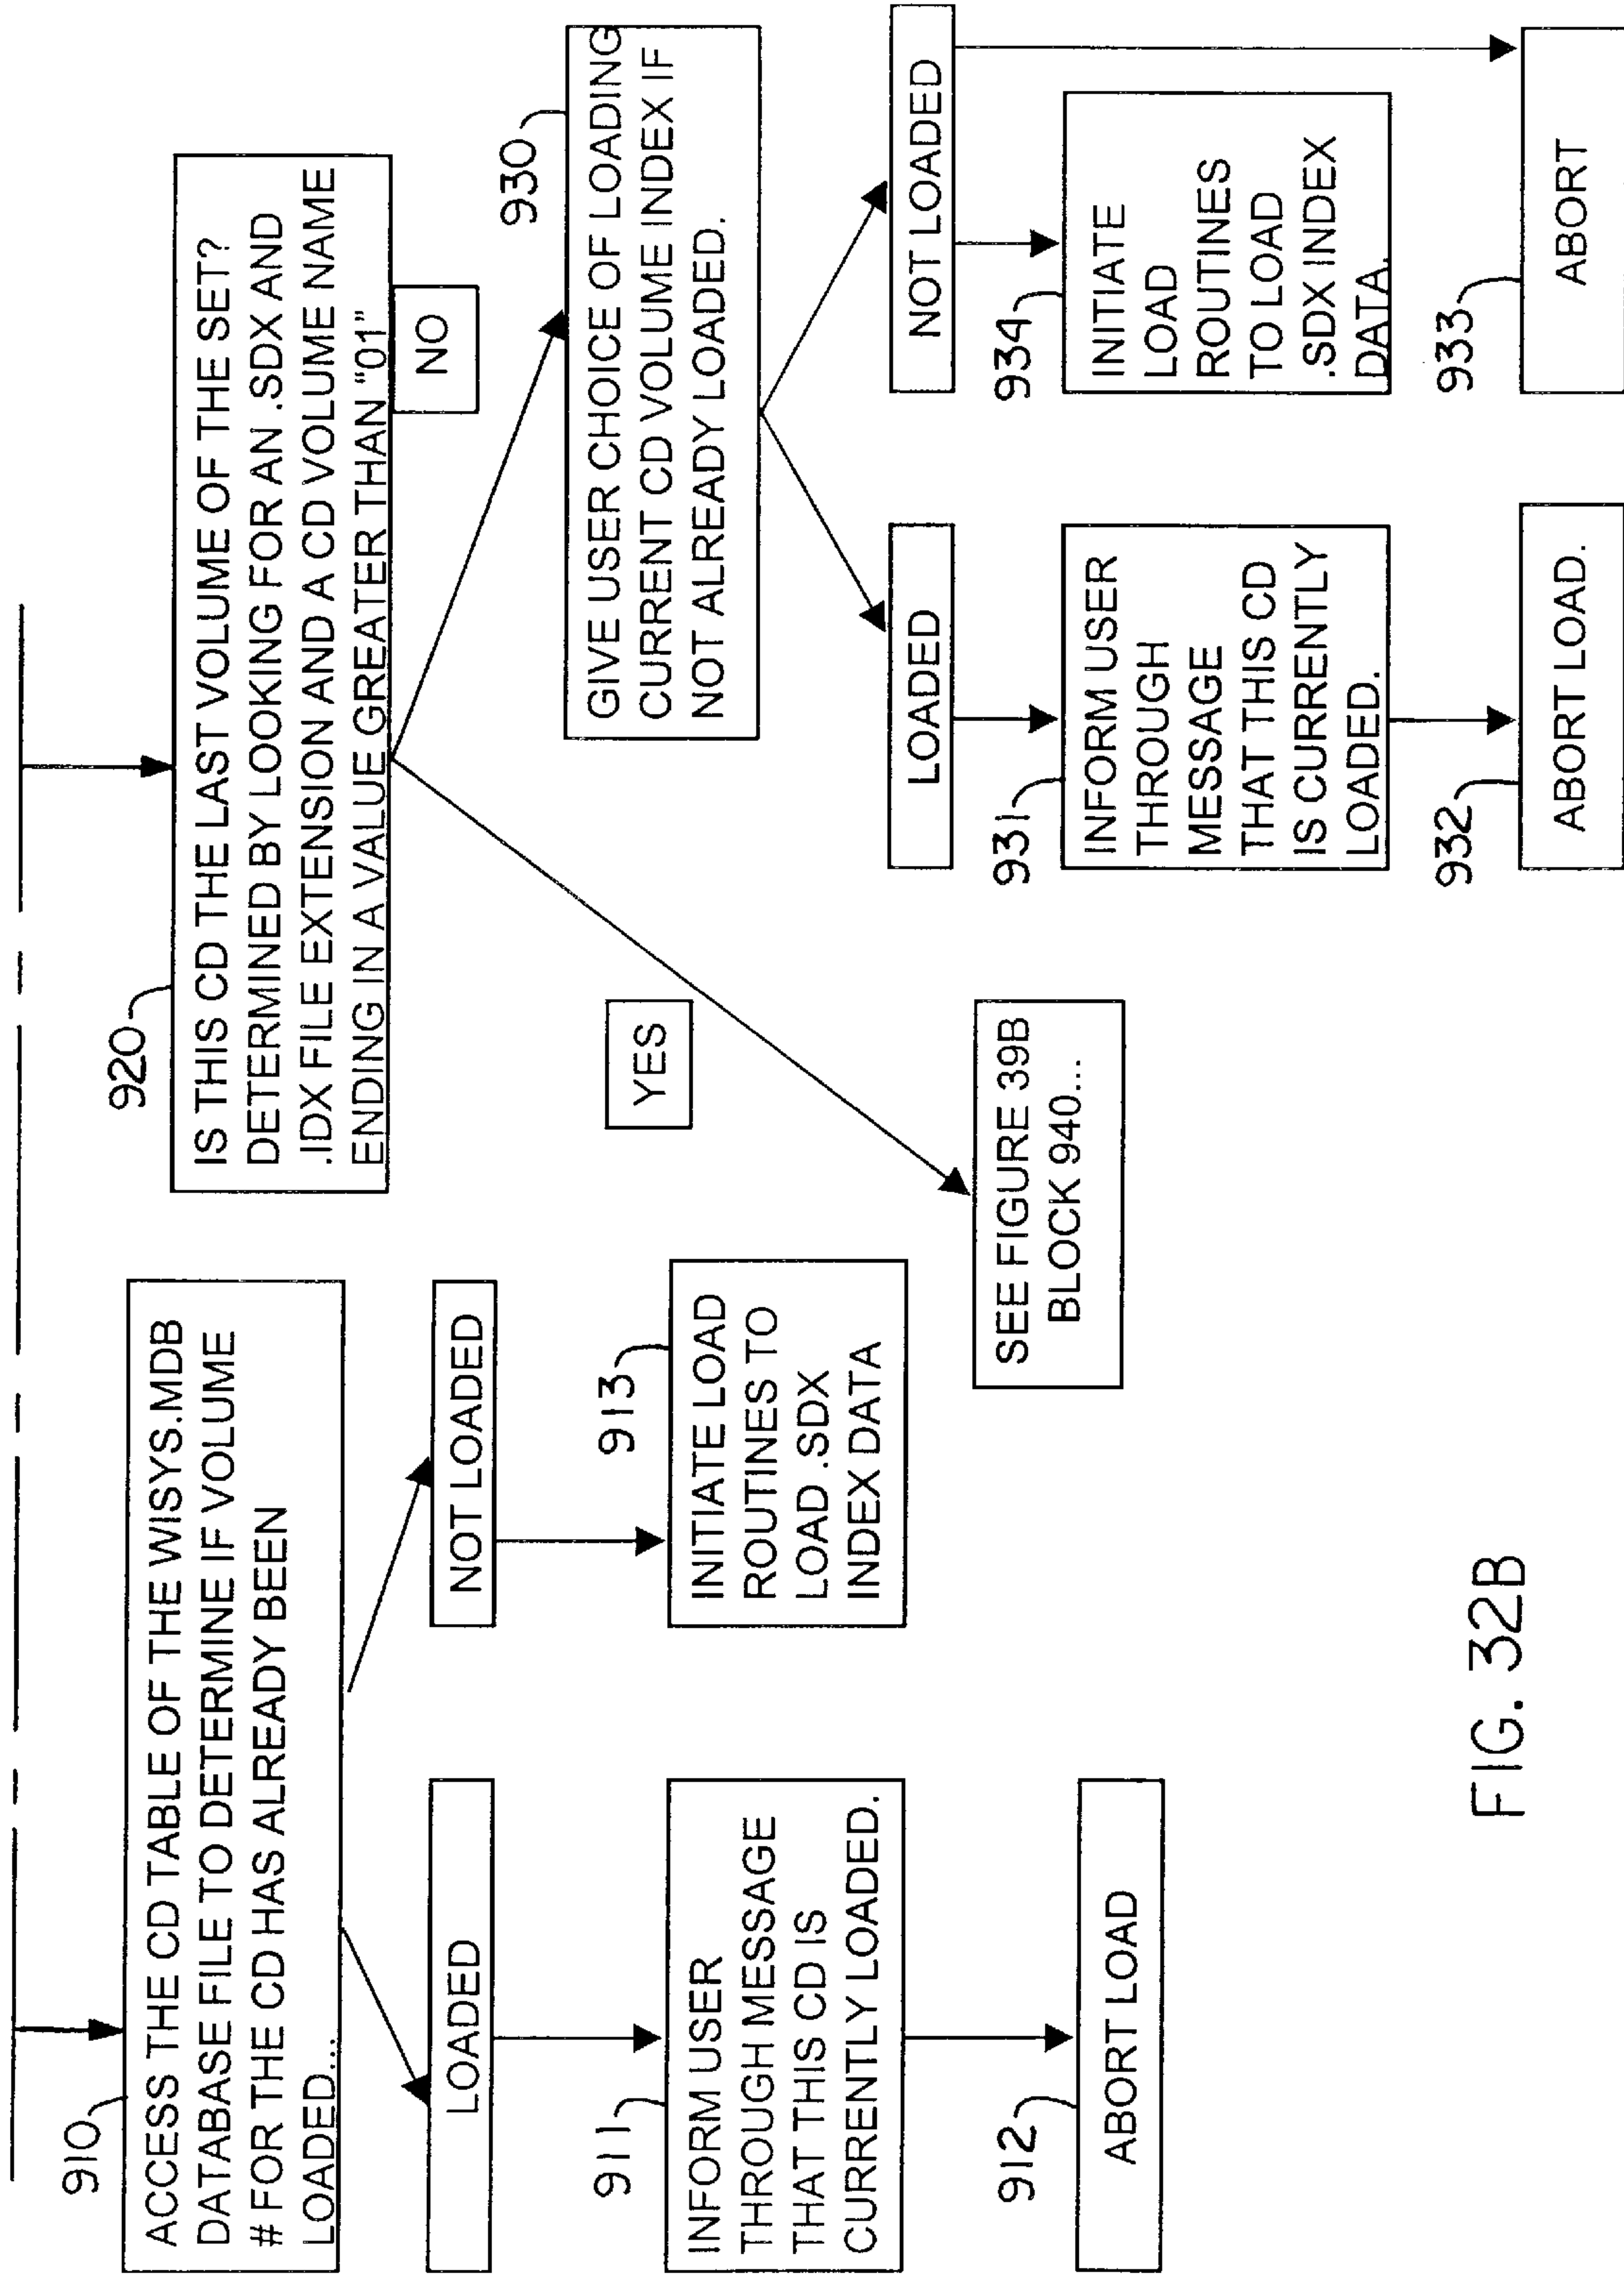 910
ACCESS THE CD TABLE OF THE WISYS.MDB
DATABASE FILE TO DETERMINE IF VOLUME
# FOR THE CD HAS ALREADY BEEN
LOADED...
LOADED
NOT LOADED
911
INFORM USER
THROUGH MESSAGE
THAT THIS CD IS
CURRENTLY LOADED.
913
INITIATE LOAD
ROUTINES TO
LOAD .SDX
INDEX DATA
912
ABORT LOAD
920
IS THIS CD THE LAST VOLUME OF THE SET?
DETERMINED BY LOOKING FOR AN .SDX AND
.IDX FILE EXTENSION AND A CD VOLUME NAME
ENDING IN A VALUE GREATER THAN "01"
NO
YES
SEE FIGURE 39B
BLOCK 940...
930
GIVE USER CHOICE OF LOADING
CURRENT CD VOLUME INDEX IF
NOT ALREADY LOADED.
LOADED
NOT LOADED
931
INFORM USER
THROUGH
MESSAGE
THAT THIS CD
IS CURRENTLY
LOADED.
934
INITIATE
LOAD
ROUTINES
TO LOAD
.SDX INDEX
DATA.
932
ABORT LOAD.
933
ABORT
FIG. 32B